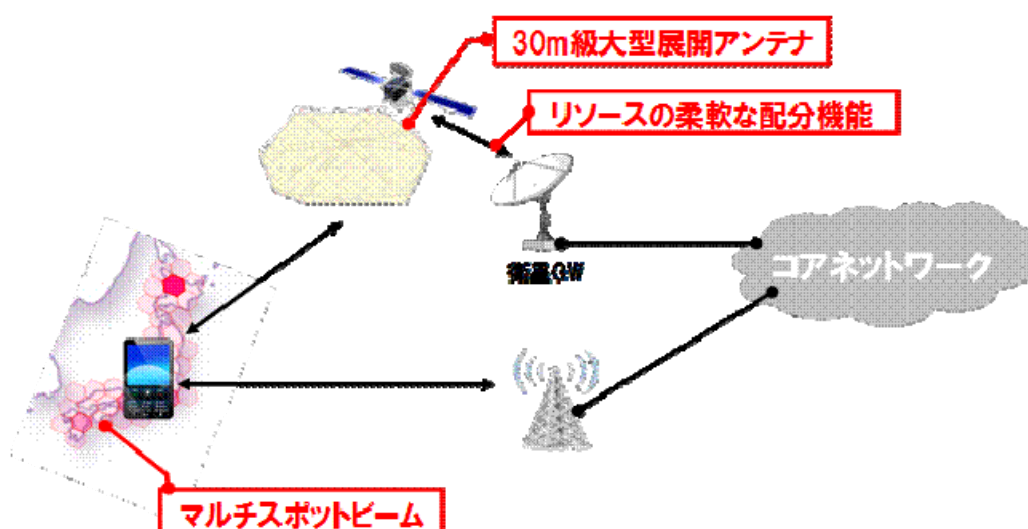 30m級大型展開アンテナ
リソースの柔軟な配分機能
衛星GW
コアネットワーク
マルチスポットビーム